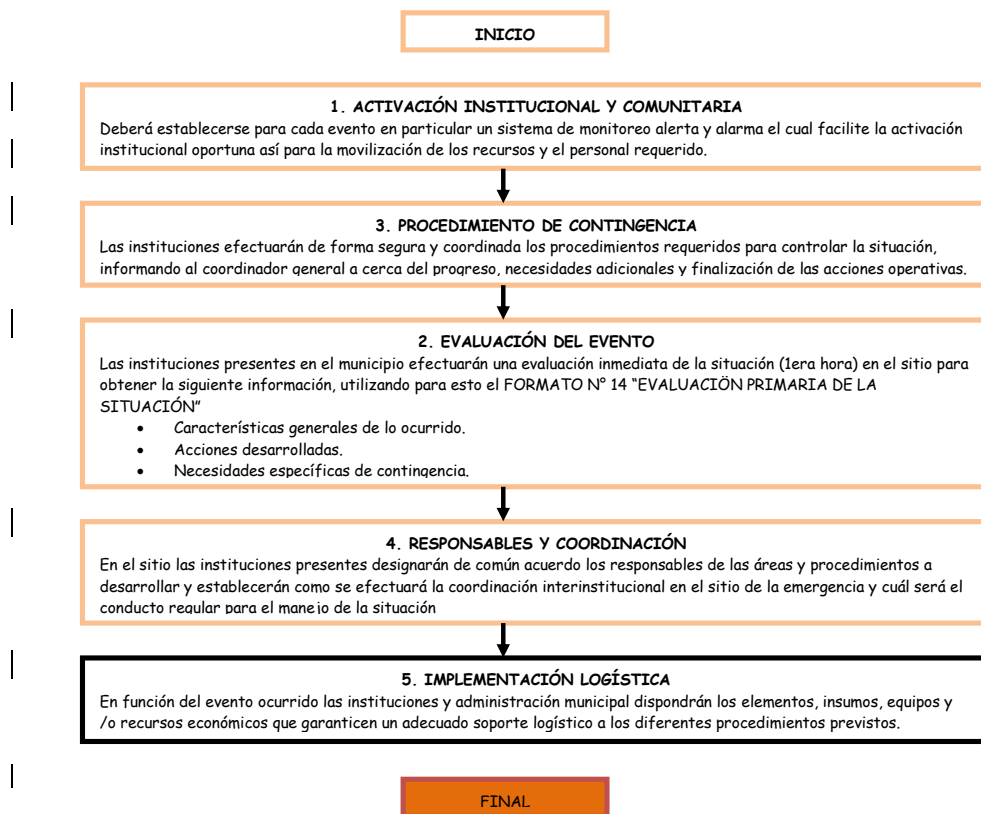 INICIO
1. ACTIVACIÓN INSTITUCIONAL Y COMUNITARIA
Deberá establecerse para cada evento en particular un sistema de monitoreo alerta y alarma el cual facilite la activación
institucional oportuna así para la movilización de los recursos y el personal requerido.
3. PROCEDIMIENTO DE CONTINGENCIA
Las instituciones efectuarán de forma segura y coordinada los procedimientos requeridos para controlar la situación,
informando al coordinador general a cerca del progreso, necesidades adicionales y finalización de las acciones operativas.
2. EVALUACIÓN DEL EVENTO
Las instituciones presentes en el municipio efectuarán una evaluación inmediata de la situación (1era hora) en el sitio para
obtener la siguiente información, utilizando para esto el FORMATO N° 14 “EVALUACIÖN PRIMARIA DE LA
SITUACIÓN”
• Características generales de lo ocurrido.
• Acciones desarrolladas.
• Necesidades específicas de contingencia.
4. RESPONSABLES Y COORDINACIÓN
En el sitio las instituciones presentes designarán de común acuerdo los responsables de las áreas y procedimientos a
desarrollar y establecerán como se efectuará la coordinación interinstitucional en el sitio de la emergencia y cuál será el
conducto regular para el manejo de la situación
5. IMPLEMENTACIÓN LOGÍSTICA
En función del evento ocurrido las instituciones y administración municipal dispondrán los elementos, insumos, equipos y
/o recursos económicos que garanticen un adecuado soporte logístico a los diferentes procedimientos previstos.
FINAL